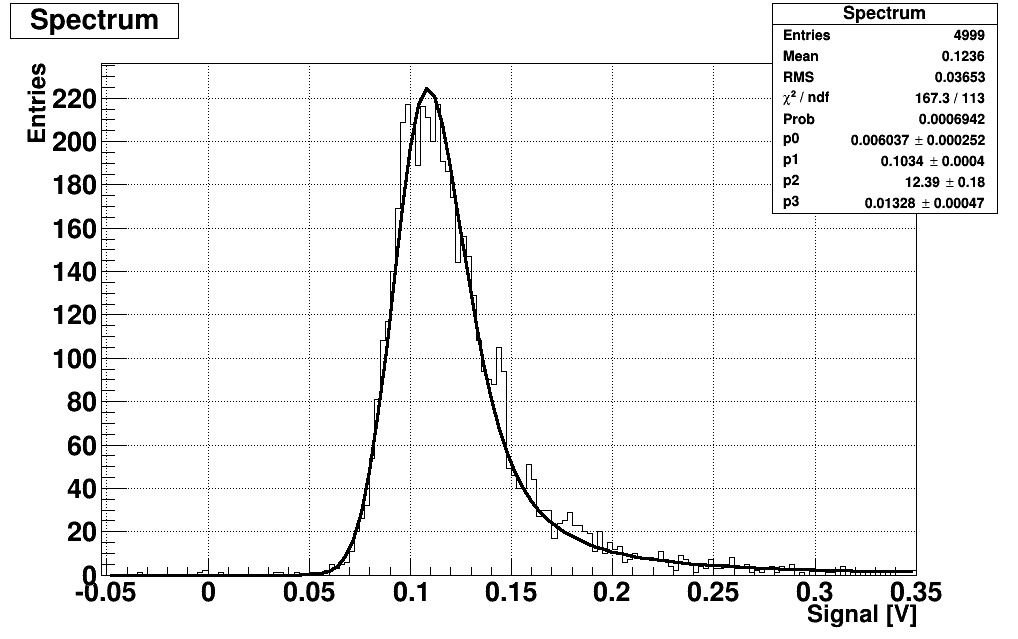 Spectrum
Spectrum
Entries 4999
Mean 0.1236
RMS 0.03653
χ² / ndf 167.3 / 113
Prob 0.0006942
p0 0.006037 ± 0.000252
p1 0.1034 ± 0.0004
p2 12.39 ± 0.18
p3 0.01328 ± 0.00047
Entries
220
200
180
160
140
120
100
80
60
40
20
0
-0.05 0 0.05 0.1 0.15 0.2 0.25 0.3 0.35
Signal [V]